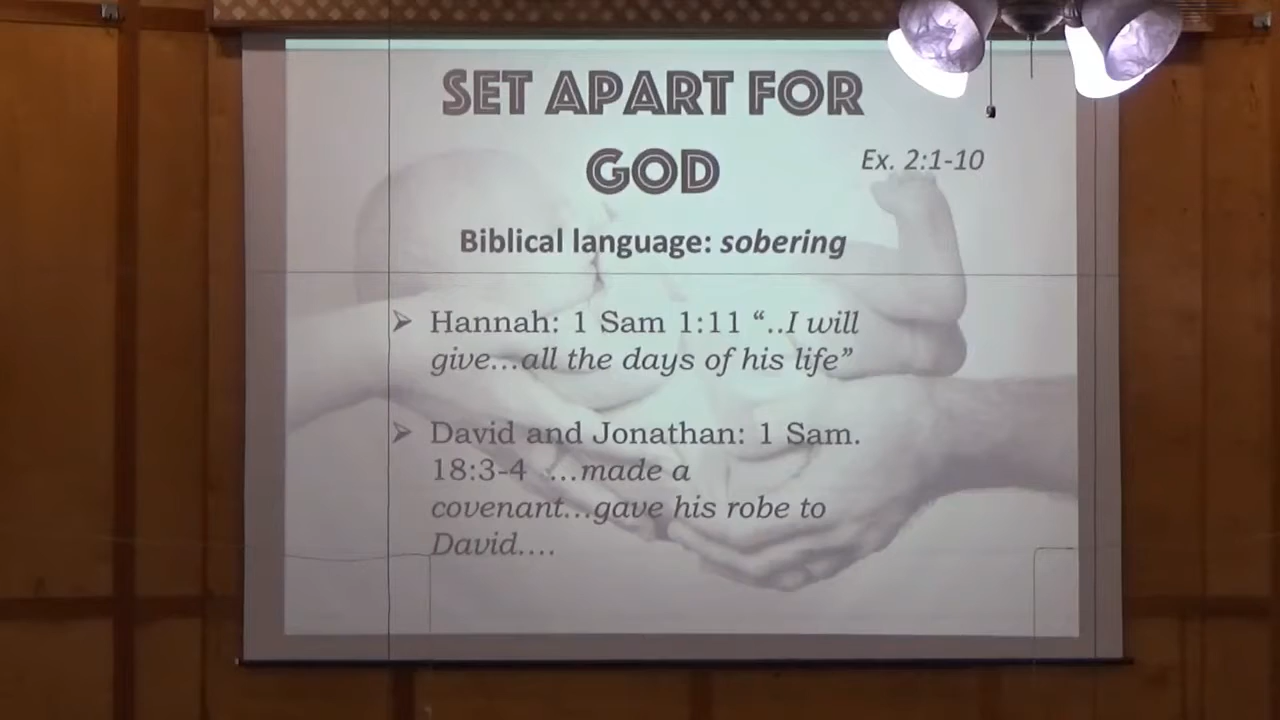 SET APART FOR
GOD
Ex. 2:1-10
Biblical language: sobering
➢ Hannah: 1 Sam 1:11 “..I will
give...all the days of his life”
➢ David and Jonathan: 1 Sam.
18:3-4 ....made a
covenant...gave his robe to
David....